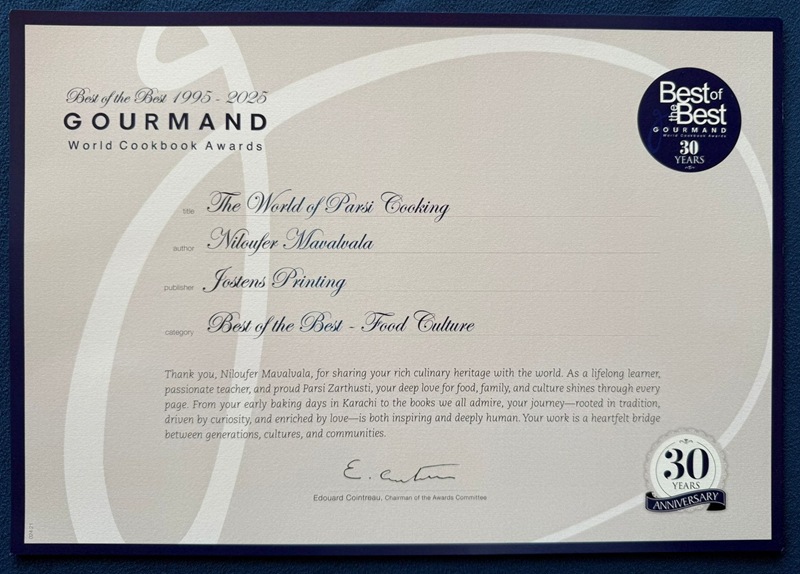 Best of the Best 1995 - 2025
GOURMAND
World Cookbook Awards
Best of
the Best
GOURMAND
World Cookbook Awards
30
YEARS
title The World of Parsi Cooking
author Niloufer Mavalvala
publisher Jostens Printing
category Best of the Best - Food Culture
Thank you, Niloufer Mavalvala, for sharing your rich culinary heritage with the world. As a lifelong learner,
passionate teacher, and proud Parsi Zarthusti, your deep love for food, family, and culture shines through every
page. From your early baking days in Karachi to the books we all admire, your journey—rooted in tradition,
driven by curiosity, and enriched by love—is both inspiring and deeply human. Your work is a heartfelt bridge
between generations, cultures, and communities.
Edouard Cointreau, Chairman of the Awards Committee
30
YEARS
ANNIVERSARY